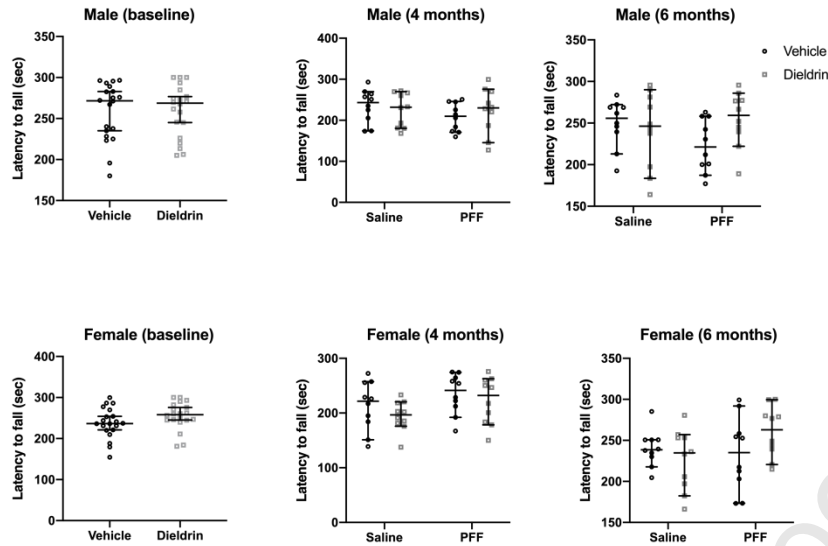 Male (baseline)
Latency to fall (sec)
350
300
250
200
150
Vehicle
Dieldrin
Male (4 months)
Latency to fall (sec)
400
300
200
100
0
Saline
PFF
Male (6 months)
Latency to fall (sec)
350
300
250
200
150
Saline
PFF
Vehicle
Dieldrin
Female (baseline)
Latency to fall (sec)
400
300
200
100
0
Vehicle
Dieldrin
Female (4 months)
Latency to fall (sec)
300
200
100
0
Saline
PFF
Female (6 months)
Latency to fall (sec)
350
300
250
200
150
Saline
PFF